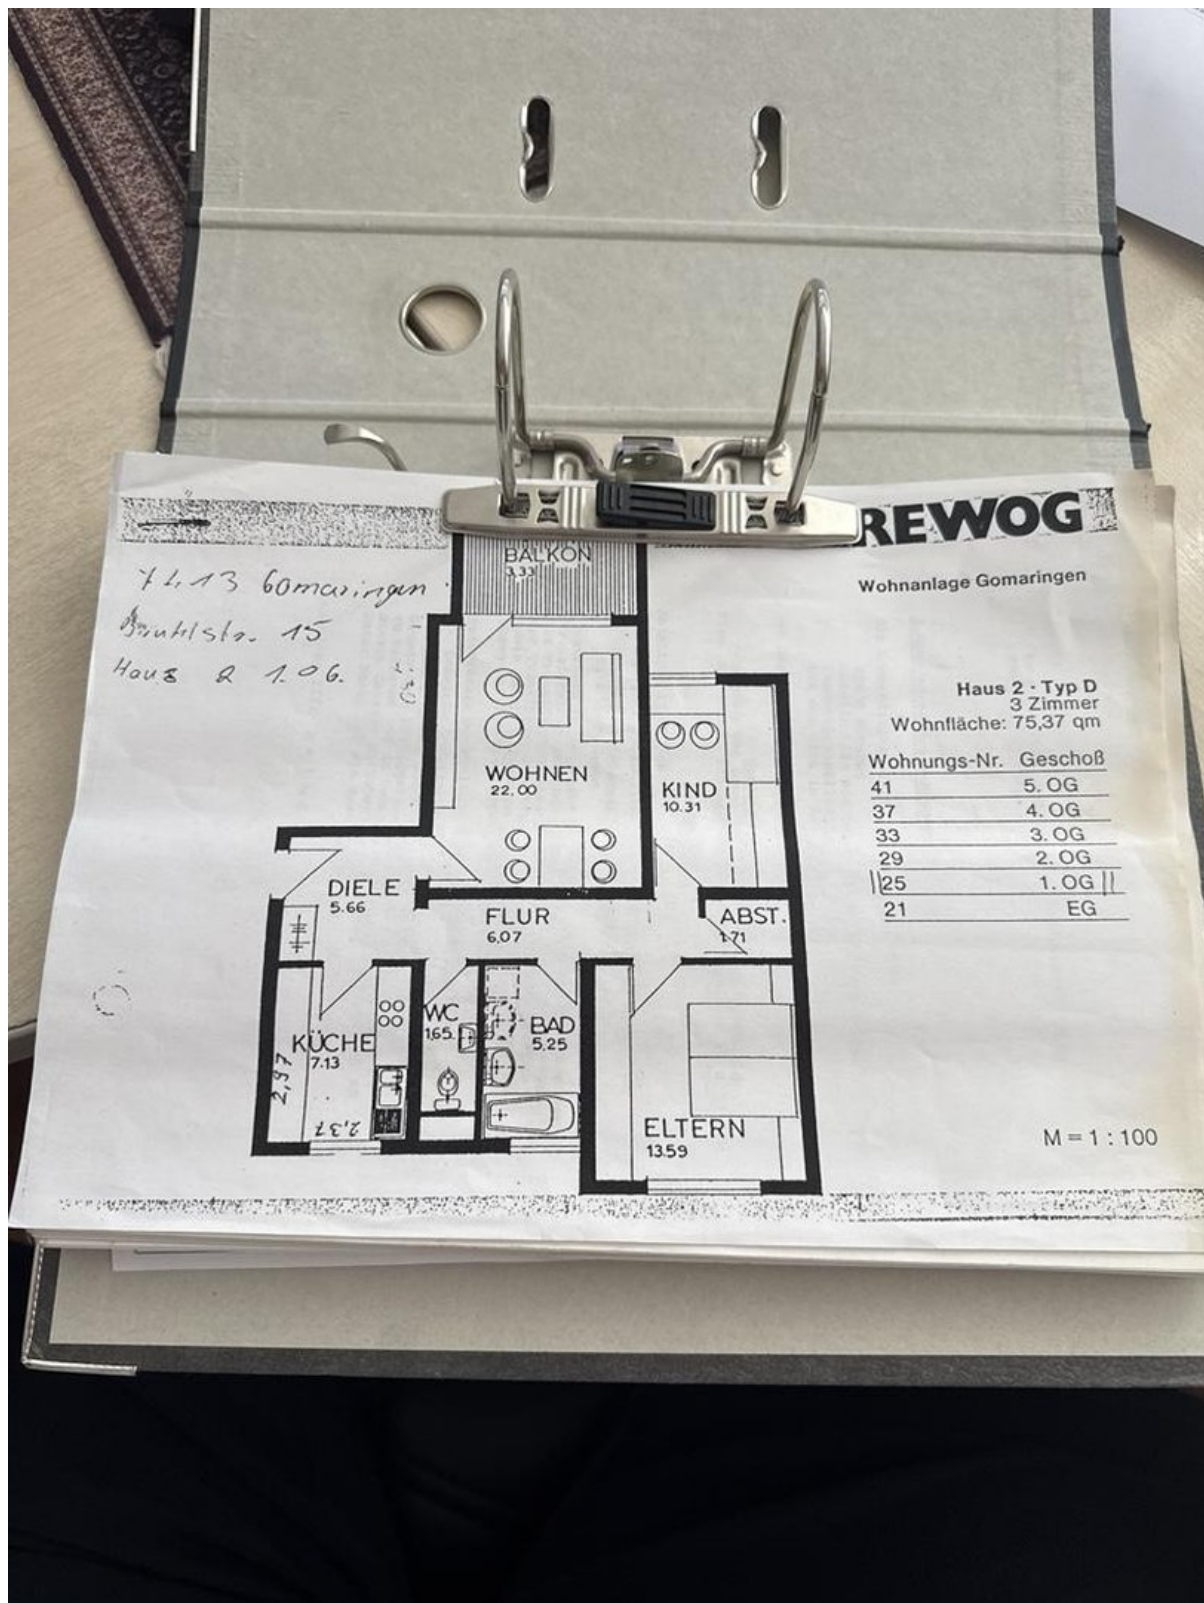 REWOG
Wohnanlage Gomaringen
Gomaringen
15
Haus 2 1.OG.
Haus 2 · Typ D
3 Zimmer
Wohnfläche: 75,37 qm
Wohnungs-Nr. Geschoß
41 5. OG
37 4. OG
33 3. OG
29 2. OG
25 1. OG
21 EG
BALKON
3,33
WOHNEN
22,00
KIND
10.31
DIELE
5.66
FLUR
6,07
ABST.
1,71
KÜCHE
7.13
2,97
2,37
WC
1,65
BAD
5,25
ELTERN
13.59
M = 1 : 100